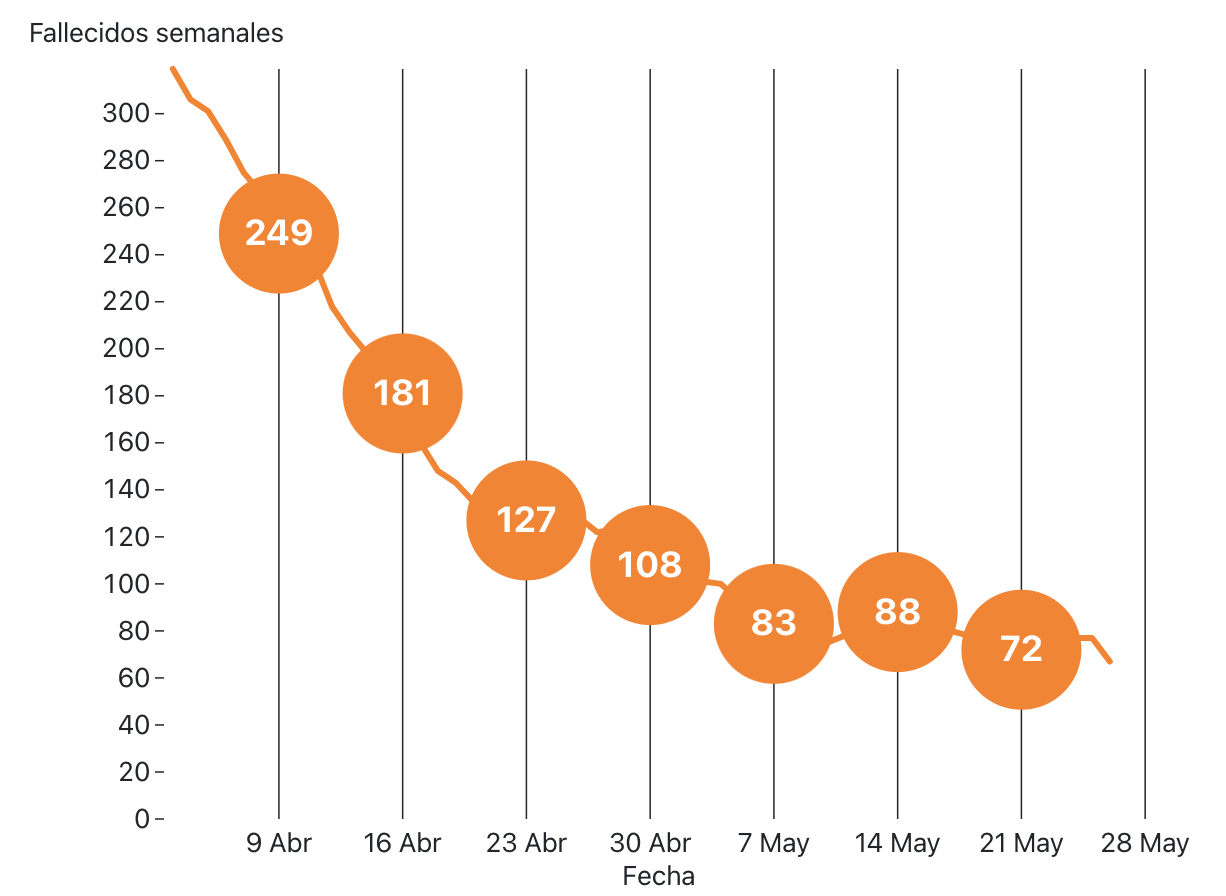 Fallecidos semanales
300
280
260
240
220
200
180
160
140
120
100
80
60
40
20
0
249
181
127
108
83
88
72
9 Abr
16 Abr
23 Abr
30 Abr
7 May
14 May
21 May
28 May
Fecha